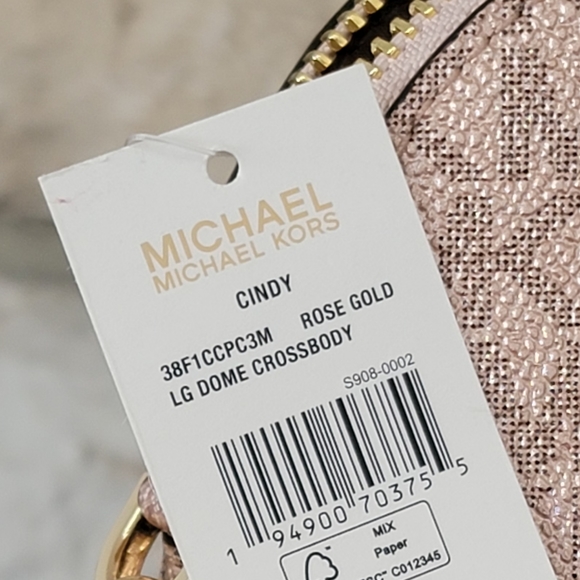 MICHAEL
MICHAEL KORS
CINDY
38F1CCPC3M ROSE GOLD
LG DOME CROSSBODY
S908-0002
1 94900 70375 5
MIX
Paper
C012345